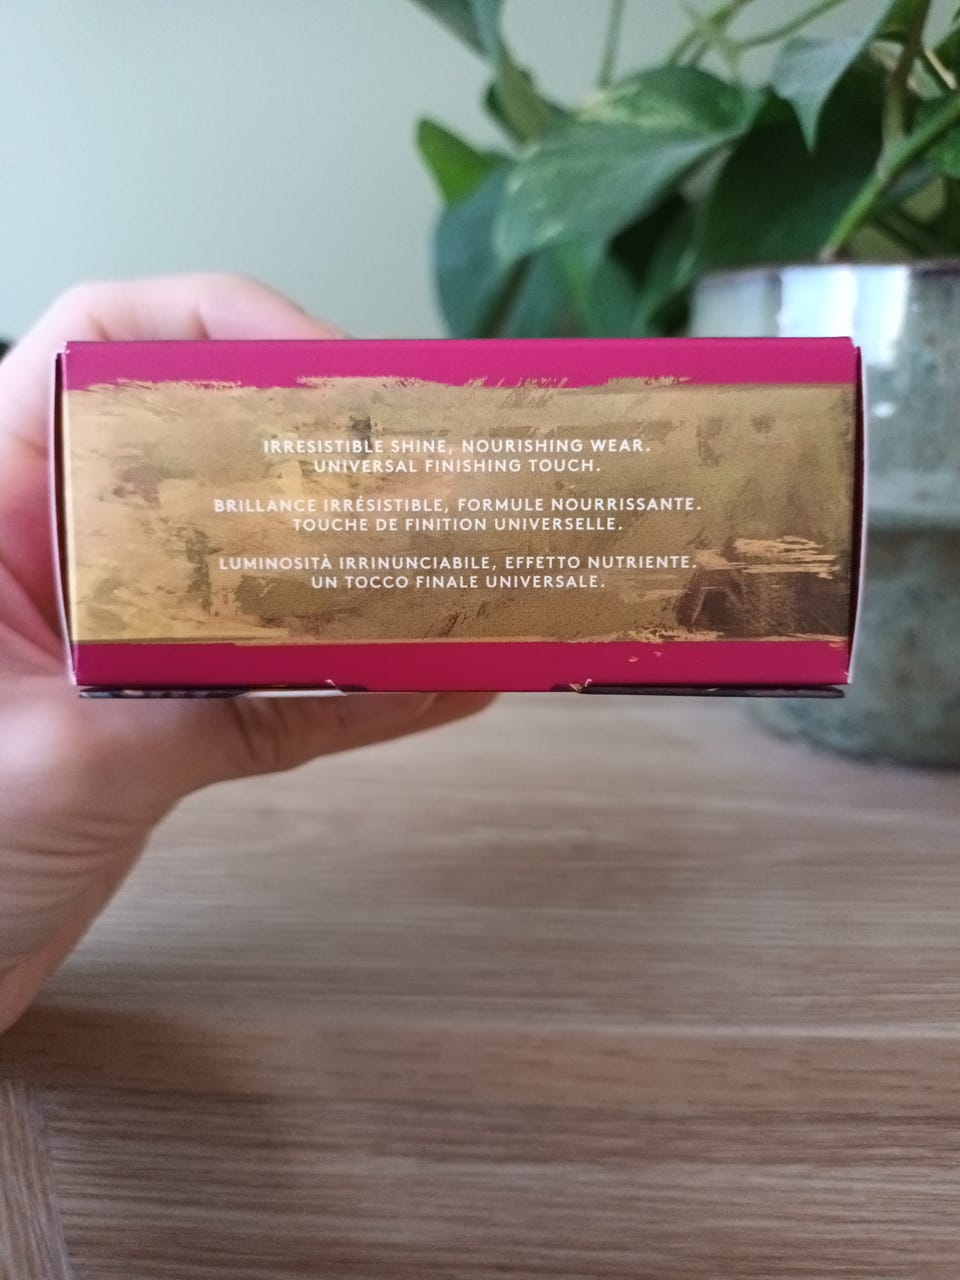 IRRESISTIBLE SHINE, NOURISHING WEAR.
UNIVERSAL FINISHING TOUCH.
BRILLANCE IRRÉSISTIBLE, FORMULE NOURRISSANTE.
TOUCHE DE FINITION UNIVERSELLE.
LUMINOSITÀ IRRINUNCIABILE, EFFETTO NUTRIENTE.
UN TOCCO FINALE UNIVERSALE.